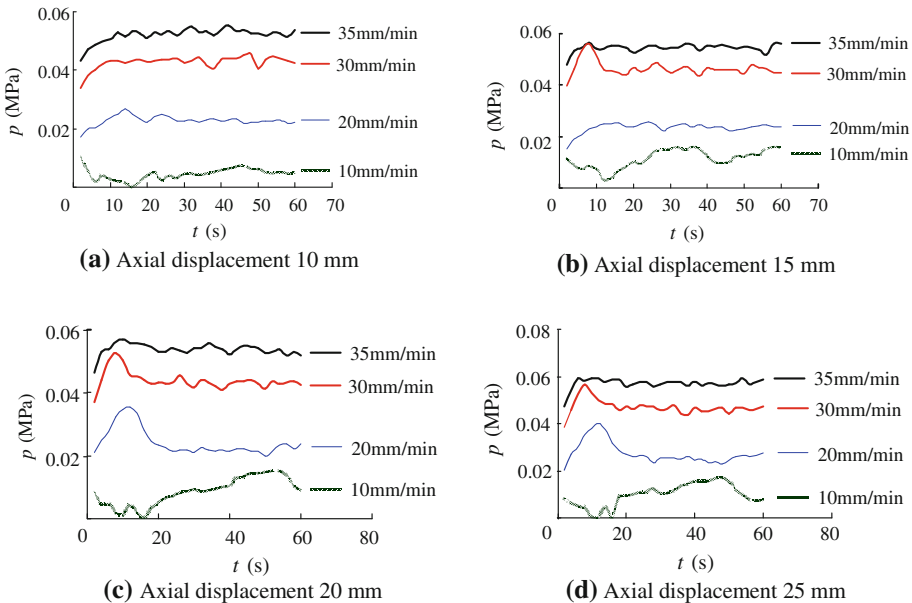 0.06
0.04
0.02
0
p (MPa)
35mm/min
30mm/min
20mm/min
10mm/min
10 20 30 40 50 60 70
t (s)
(a) Axial displacement 10 mm
0.06
0.04
0.02
0
p (MPa)
35mm/min
30mm/min
20mm/min
10mm/min
10 20 30 40 50 60 70
t (s)
(b) Axial displacement 15 mm
0.06
0.04
0.02
0
p (MPa)
35mm/min
30mm/min
20mm/min
10mm/min
20 40 60 80
t (s)
(c) Axial displacement 20 mm
0.08
0.06
0.04
0.02
0
p (MPa)
35mm/min
30mm/min
20mm/min
10mm/min
20 40 60 80
t (s)
(d) Axial displacement 25 mm